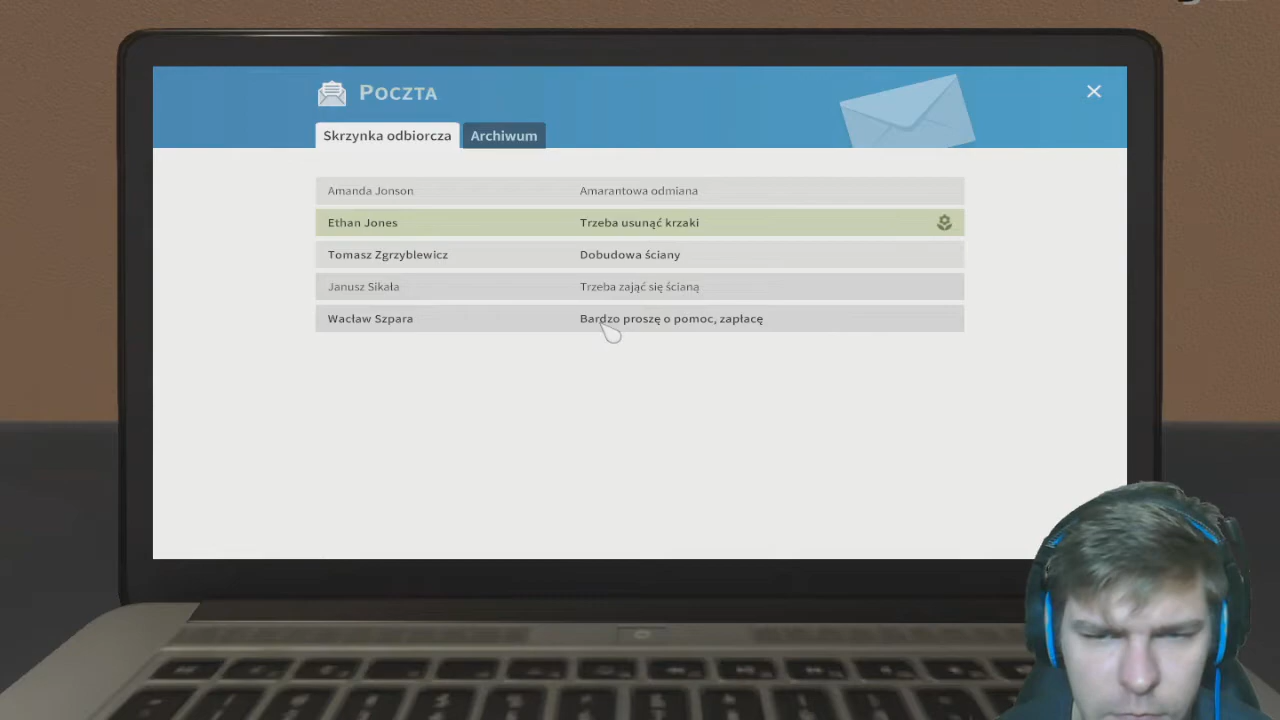 POCZTA
Skrzynka odbiorcza
Archiwum
Amanda Jonson Amarantowa odmiana
Ethan Jones Trzeba usunąć krzaki
Tomasz Zgrzyblewicz Dobudowa ściany
Janusz Sikała Trzeba zająć się ścianą
Wacław Szpara Bardzo proszę o pomoc, zapłacę